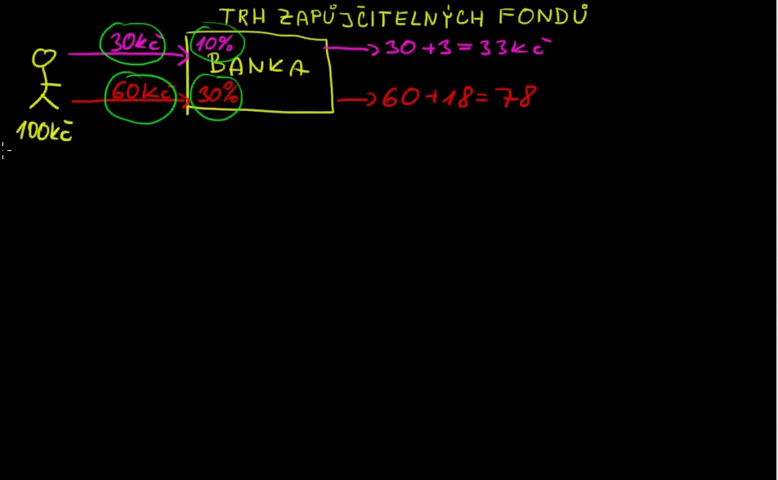 TRH ZAPŮJČITELNÝCH FONDŮ
30kč 10% → 30 + 3 = 33kč
BANKA
60kč 30% → 60 + 18 = 78
100kč